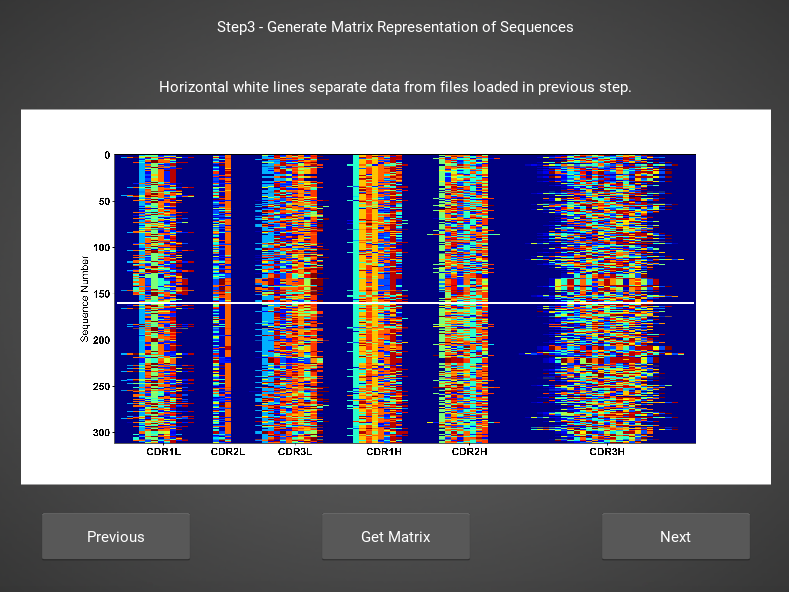 Step3 - Generate Matrix Representation of Sequences
Horizontal white lines separate data from files loaded in previous step.
0
50
100
150
200
250
300
Sequence Number
CDR1L CDR2L CDR3L CDR1H CDR2H CDR3H
Previous Get Matrix Next